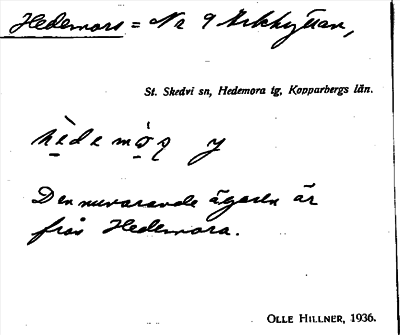 Hedemors = Nr 9 Arkhyttan,
St. Skedvi sn, Hedemora tg, Kopparbergs län.
hèdemo̠s̠ y
Den nuvarande ägaren är
från Hedemora.
OLLE HILLNER, 1936.